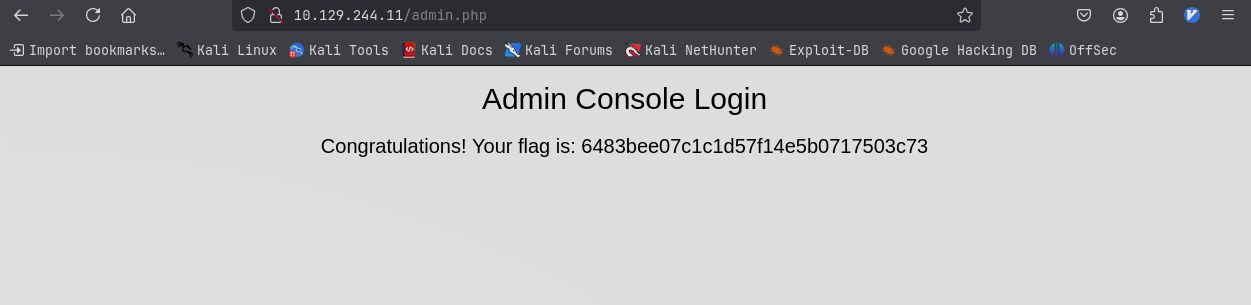 10.129.244.11/admin.php
Import bookmarks… Kali Linux Kali Tools Kali Docs Kali Forums Kali NetHunter Exploit-DB Google Hacking DB OffSec
Admin Console Login
Congratulations! Your flag is: 6483bee07c1c1d57f14e5b0717503c73